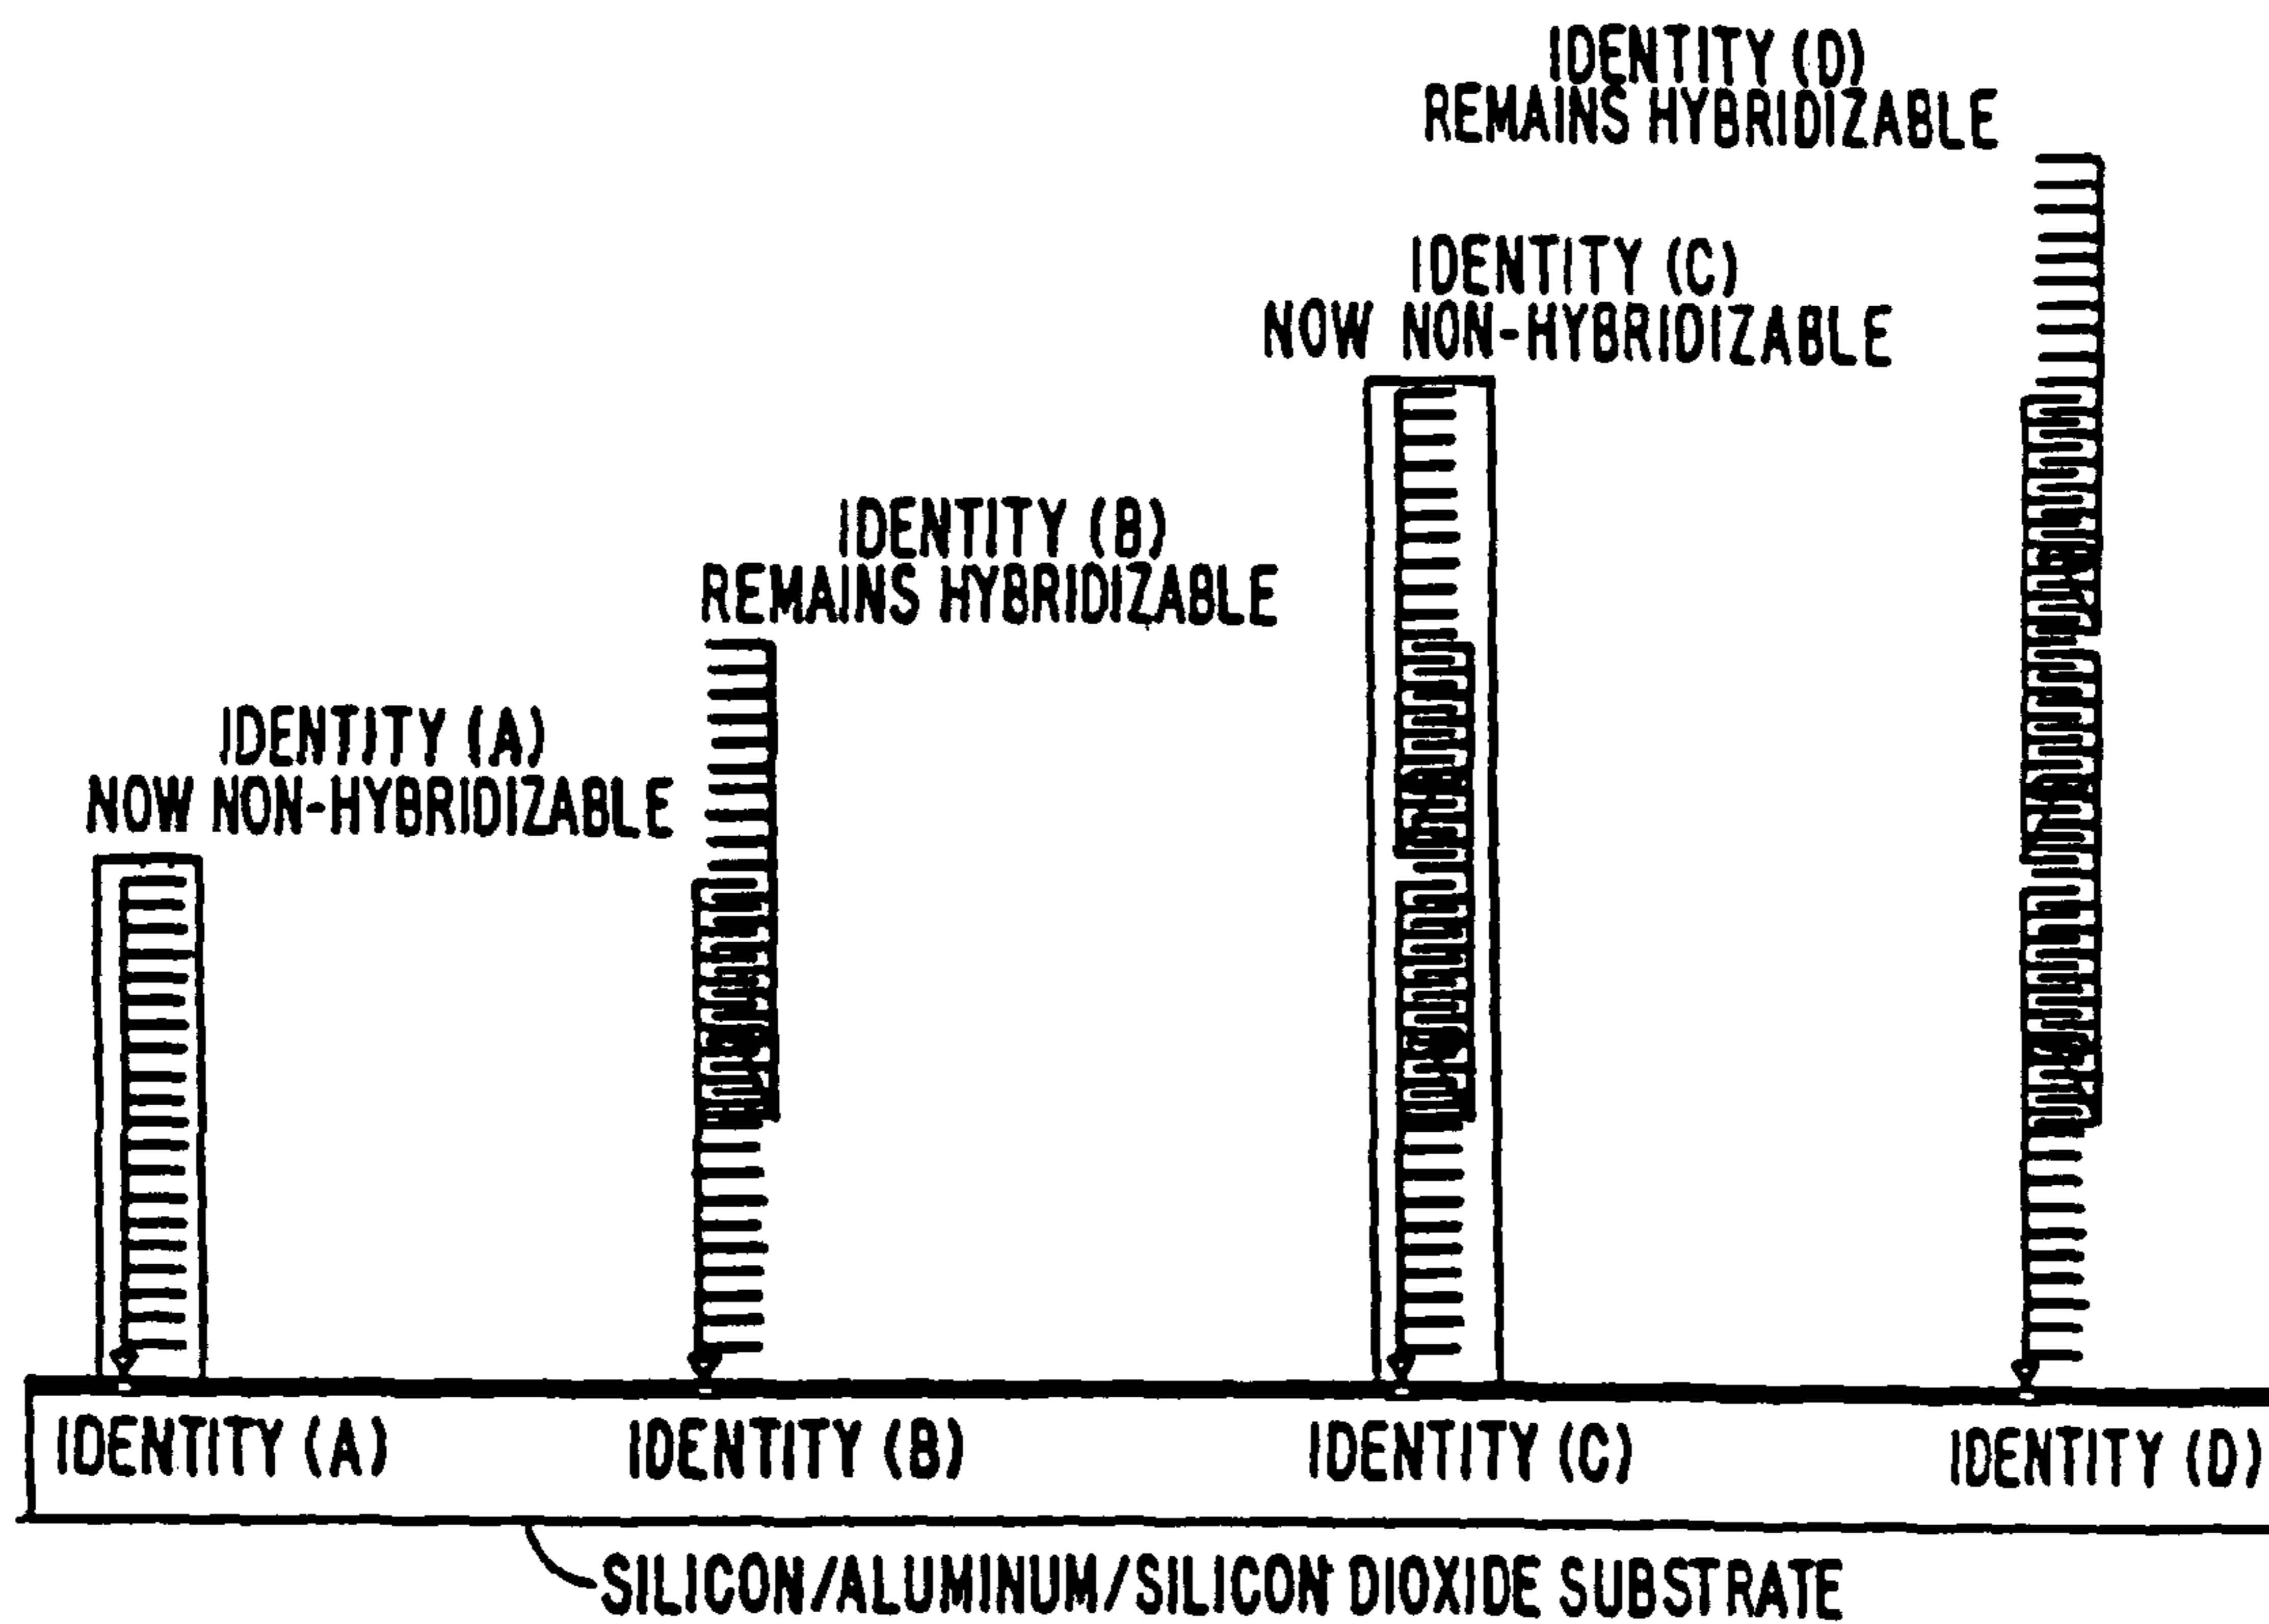 IDENTITY (D)
REMAINS HYBRIDIZABLE
IDENTITY (C)
NOW NON-HYBRIDIZABLE
IDENTITY (B)
REMAINS HYBRIDIZABLE
IDENTITY (A)
NOW NON-HYBRIDIZABLE
IDENTITY (A) IDENTITY (B) IDENTITY (C) IDENTITY (D)
SILICON/ALUMINUM/SILICON DIOXIDE SUBSTRATE